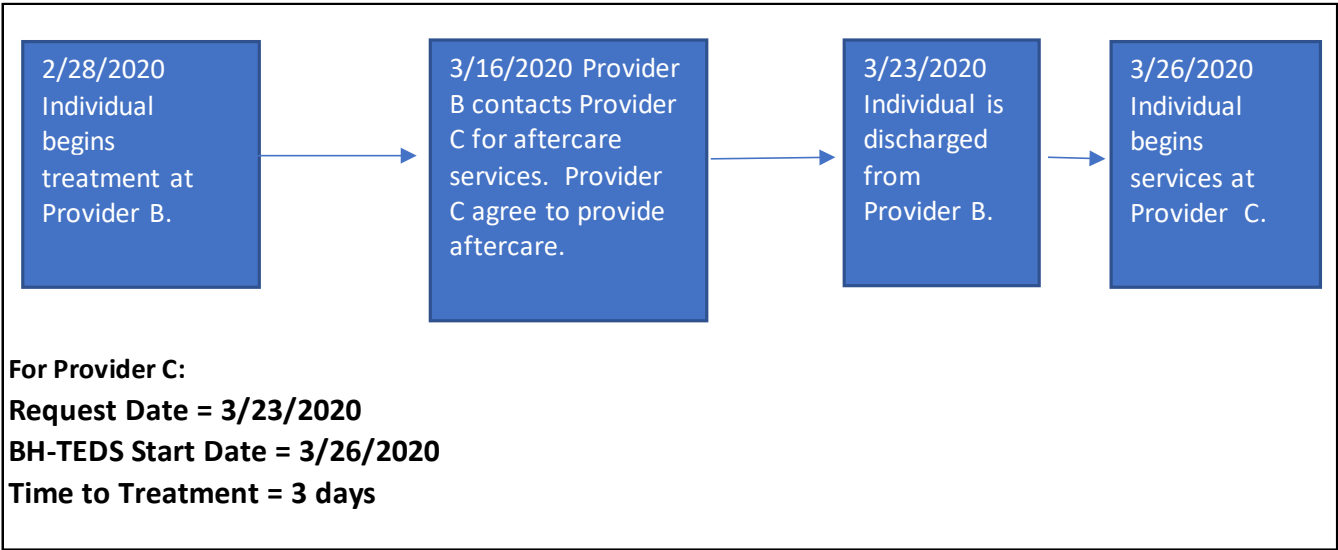 2/28/2020
Individual
begins
treatment at
Provider B.
3/16/2020 Provider
B contacts Provider
C for aftercare
services. Provider
C agree to provide
aftercare.
3/23/2020
Individual is
discharged
from
Provider B.
3/26/2020
Individual
begins
services at
Provider C.
For Provider C:
Request Date = 3/23/2020
BH-TEDS Start Date = 3/26/2020
Time to Treatment = 3 days